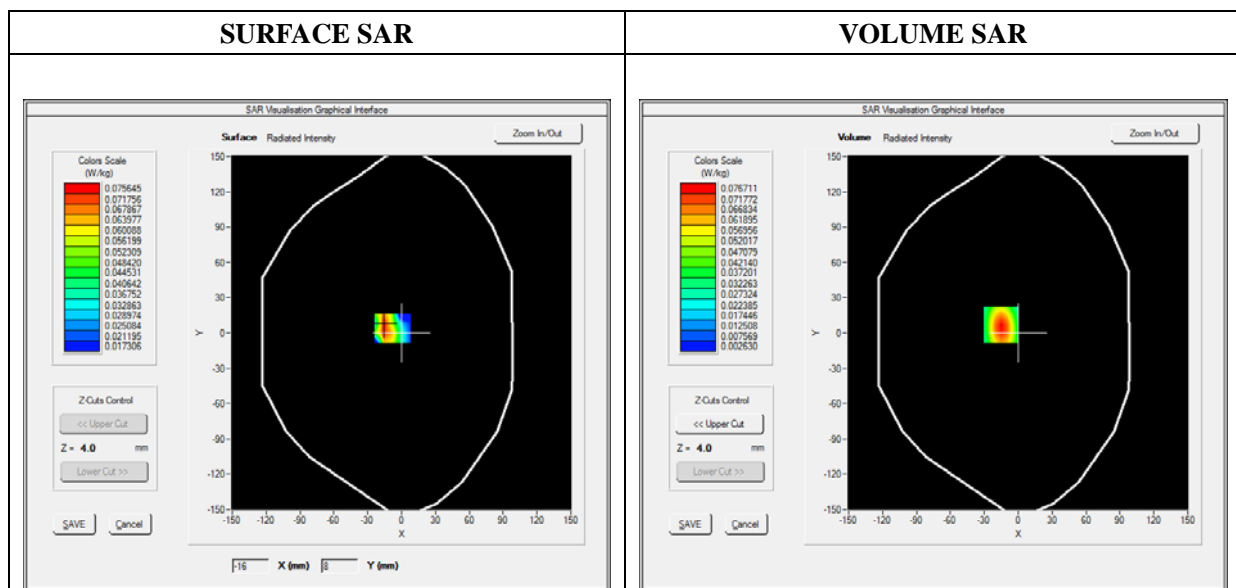 SURFACE SAR
SAR Visualisation Graphical Interface
Surface Radiated Intensity
Zoom In/Out
Colors Scale
(W/kg)
0.075645
0.071756
0.067867
0.063977
0.060088
0.056199
0.052309
0.048420
0.044531
0.040642
0.036752
0.032863
0.028974
0.025084
0.021195
0.017306
Z-Cuts Control
<< Upper Cut
Z = 4.0 mm
Lower Cut >>
SAVE Cancel
150
120
90
60
30
0
-30
-60
-90
-120
-150
Y
-150 -120 -90 -60 -30 0 30 60 90 120 150
X
-16 X (mm) 8 Y (mm)
VOLUME SAR
SAR Visualisation Graphical Interface
Volume Radiated Intensity
Zoom In/Out
Colors Scale
(W/kg)
0.076711
0.071772
0.066834
0.061895
0.056956
0.052017
0.047079
0.042140
0.037201
0.032263
0.027324
0.022385
0.017446
0.012508
0.007569
0.002630
Z-Cuts Control
<< Upper Cut
Z = 4.0 mm
Lower Cut >>
SAVE Cancel
150
120
90
60
30
0
-30
-60
-90
-120
-150
Y
-150 -120 -90 -60 -30 0 30 60 90 120 150
X